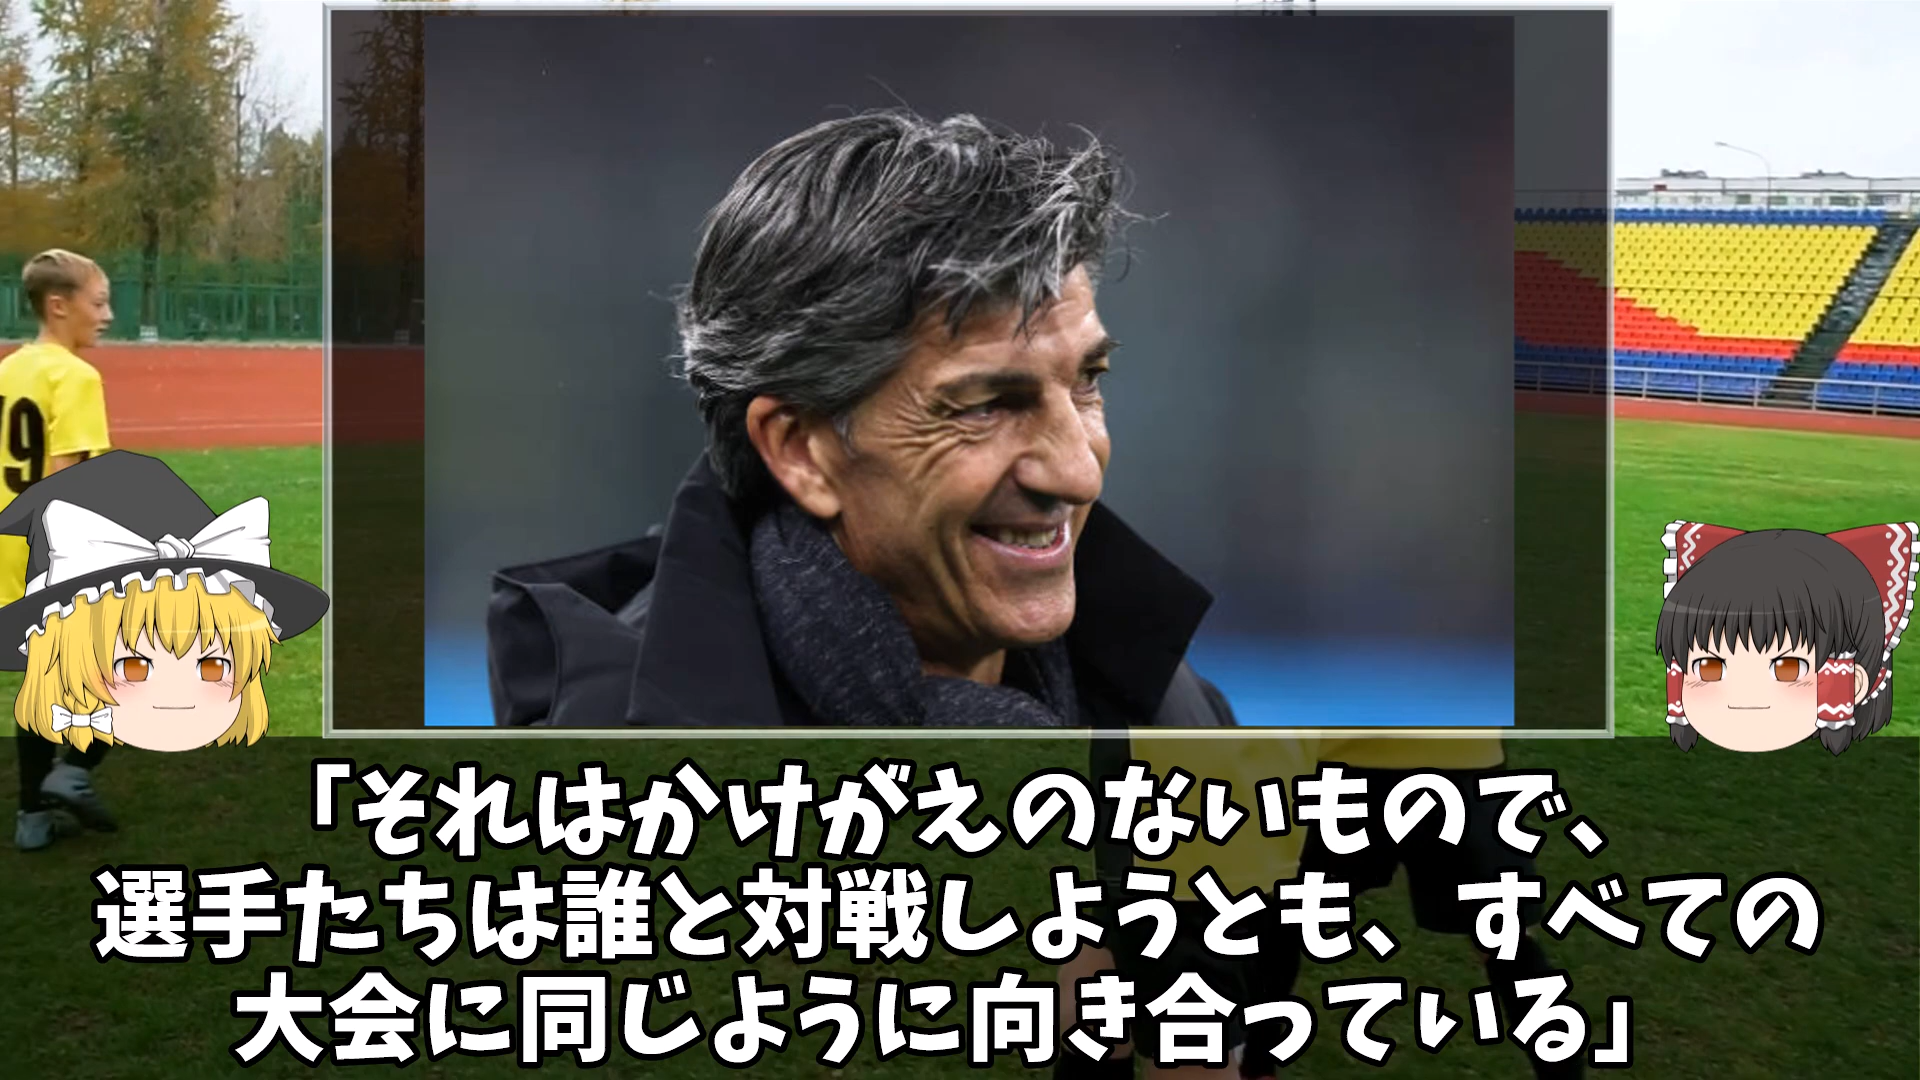 19
「それはかけがえのないもので、
選手たちは誰と対戦しようとも、すべての
大会に同じように向き合っている」